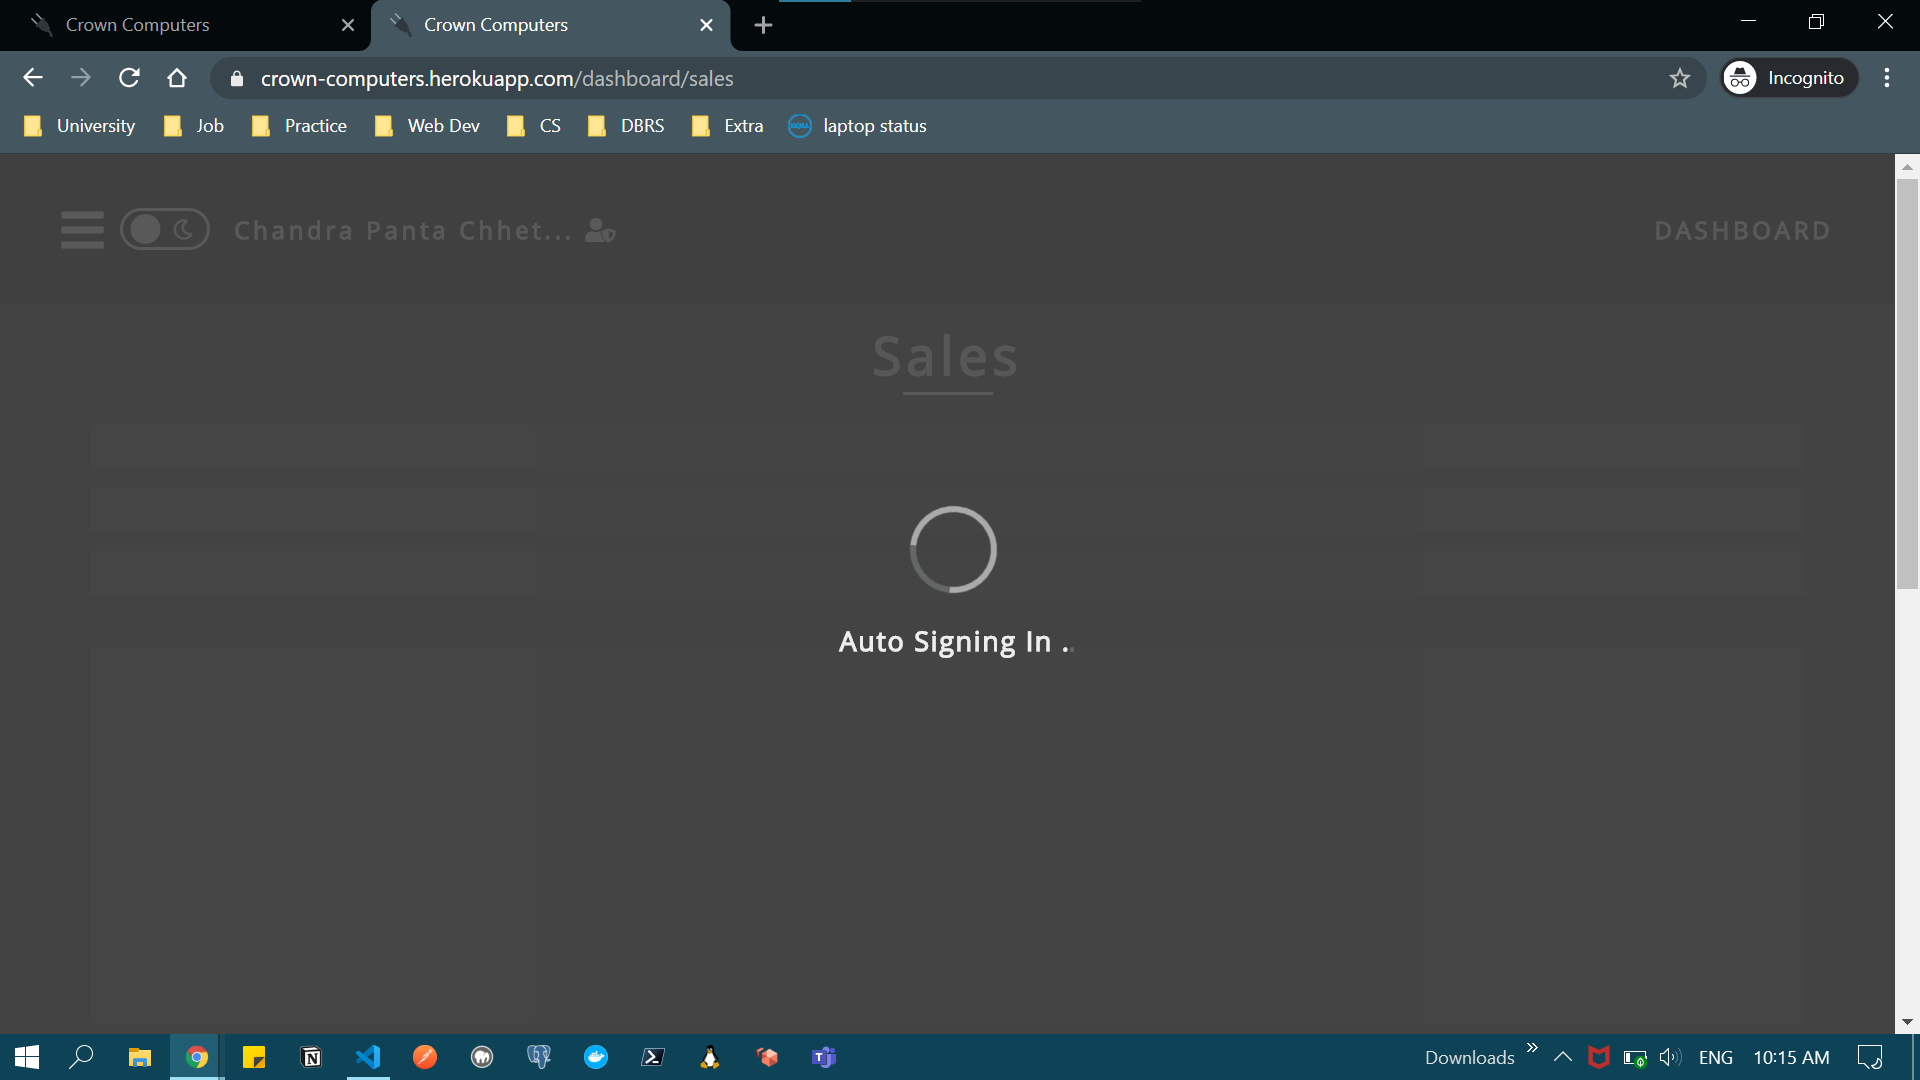 Crown Computers
Crown Computers
crown-computers.herokuapp.com/dashboard/sales
Incognito
University
Job
Practice
Web Dev
CS
DBRS
Extra
DELL
laptop status
Chandra Panta Chhet...
DASHBOARD
Sales
Auto Signing In ..
Downloads
ENG
10:15 AM